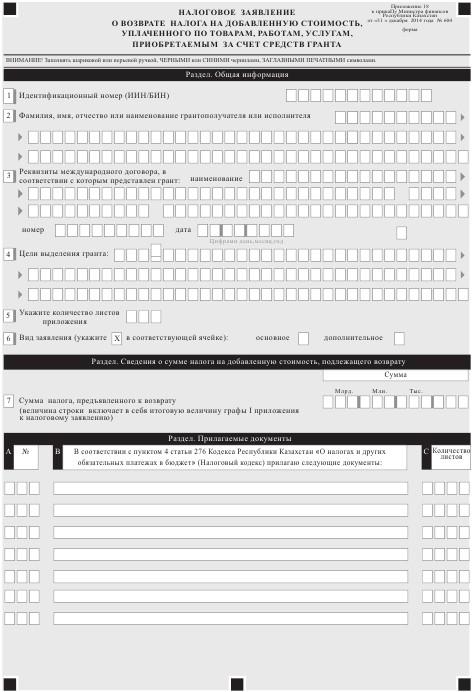 НАЛОГОВОЕ ЗАЯВЛЕНИЕ
О ВОЗВРАТЕ НАЛОГА НА ДОБАВЛЕННУЮ СТОИМОСТЬ,
УПЛАЧЕННОГО ПО ТОВАРАМ, РАБОТАМ, УСЛУГАМ,
ПРИОБРЕТАЕМЫМ ЗА СЧЕТ СРЕДСТВ ГРАНТА
Приложение 18
к приказу Министра финансов
Республики Казахстан
от «31 » декабря 2014 года № 600
форма
ВНИМАНИЕ! Заполнять шариковой или перьевой ручкой, ЧЕРНЫМИ или СИНИМИ чернилами, ЗАГЛАВНЫМИ ПЕЧАТНЫМИ символами.
Раздел. Общая информация
1 Идентификационный номер (ИИН/БИН)
2 Фамилия, имя, отчество или наименование грантополучателя или исполнителя
3 Реквизиты международного договора, в
соответствии с которым представлен грант: наименование
номер дата
Цифрами день,месяц,год
4 Цели выделения гранта:
5 Укажите количество листов
приложения
6 Вид заявления (укажите X в соответствующей ячейке): основное дополнительное
Раздел. Сведения о сумме налога на добавленную стоимость, подлежащего возврату
Сумма
Млрд. Млн. Тыс.
7 Сумма налога, предъявленного к возврату
(величина строки включает в себя итоговую величину графы I приложения
к налоговому заявлению)
Раздел. Прилагаемые документы
A № B В соответствии с пунктом 4 статьи 276 Кодекса Республики Казахстан «О налогах и других
обязательных платежах в бюджет» (Налоговый кодекс) прилагаю следующие документы:
C Количество
листов